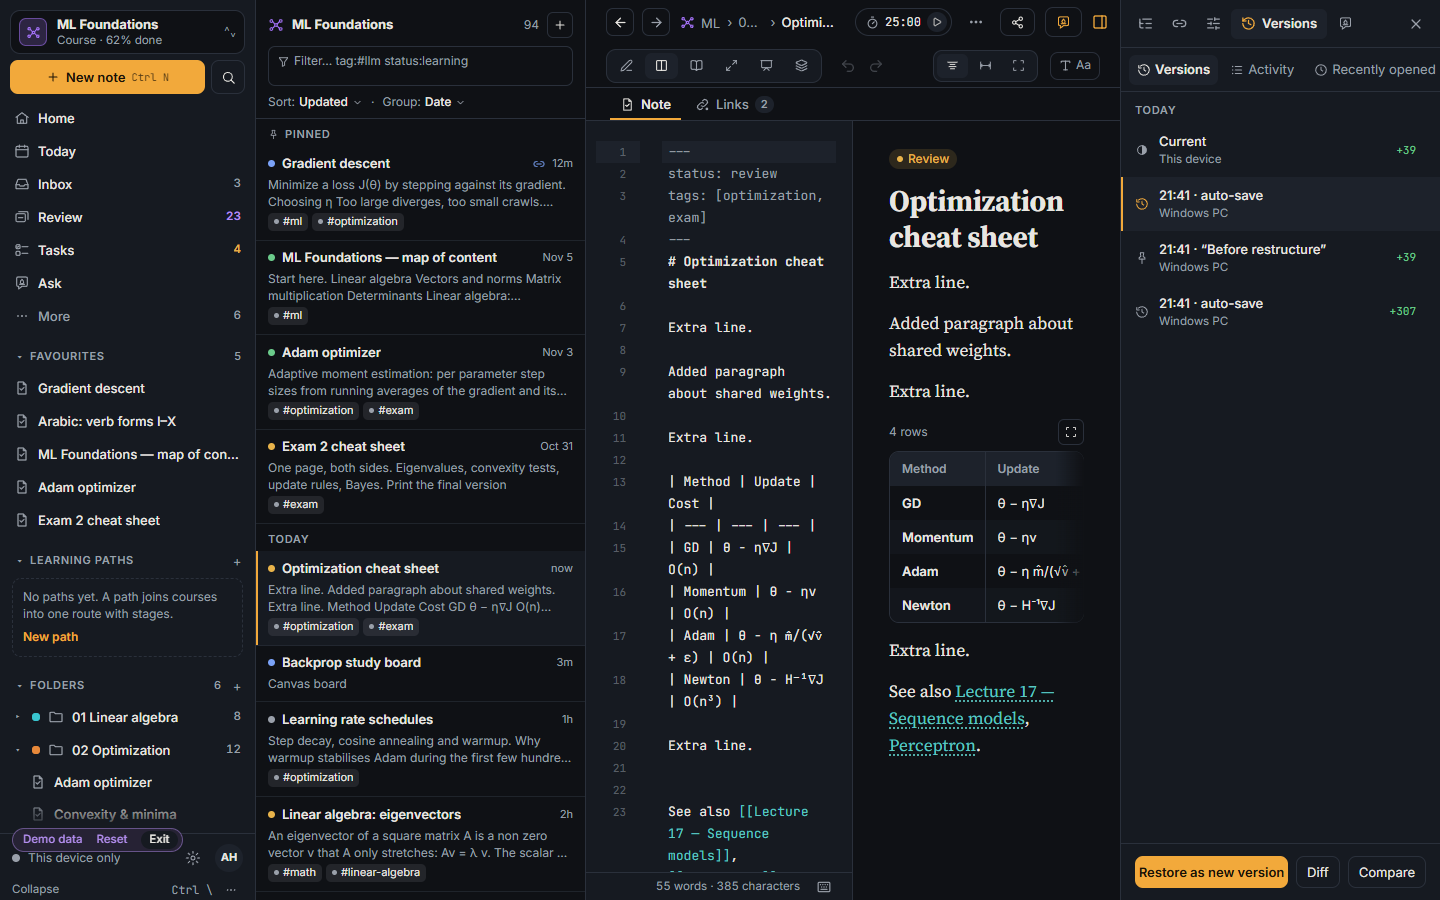 ML Foundations
Course · 62% done
New note Ctrl N
Home
Today
Inbox 3
Review 23
Tasks 4
Ask
More 6
FAVOURITES 5
Gradient descent
Arabic: verb forms I–X
ML Foundations — map of con...
Adam optimizer
Exam 2 cheat sheet
LEARNING PATHS +
No paths yet. A path joins courses
into one route with stages.
New path
FOLDERS 6 +
01 Linear algebra 8
02 Optimization 12
Adam optimizer
Convexity & minima
Demo data Reset Exit
This device only AH
Collapse Ctrl \ ···
ML Foundations 94 +
Filter... tag:#llm status:learning
Sort: Updated · Group: Date
PINNED
Gradient descent 12m
Minimize a loss J(θ) by stepping against its gradient.
Choosing η Too large diverges, too small crawls....
#ml #optimization
ML Foundations — map of content Nov 5
Start here. Linear algebra Vectors and norms Matrix
multiplication Determinants Linear algebra:...
#ml
Adam optimizer Nov 3
Adaptive moment estimation: per parameter step
sizes from running averages of the gradient and its...
#optimization #exam
Exam 2 cheat sheet Oct 31
One page, both sides. Eigenvalues, convexity tests,
update rules, Bayes. Print the final version
#exam
TODAY
Optimization cheat sheet now
Extra line. Added paragraph about shared weights.
Extra line. Method Update Cost GD θ − η∇J O(n)...
#optimization #exam
Backprop study board 3m
Canvas board
Learning rate schedules 1h
Step decay, cosine annealing and warmup. Why
warmup stabilises Adam during the first few hundre...
#optimization
Linear algebra: eigenvectors 2h
An eigenvector of a square matrix A is a non zero
vector v that A only stretches: Av = λ v. The scalar ...
#math #linear-algebra
ML › 0... › Optimi... 25:00 ···
T Aa
Note Links 2
1 ---
2 status: review
3 tags: [optimization,
exam]
4 ---
5 # Optimization cheat
sheet
6
7 Extra line.
8
9 Added paragraph
about shared weights.
10
11 Extra line.
12
13 | Method | Update |
Cost |
14 | --- | --- | --- |
15 | GD | θ − η∇J |
O(n) |
16 | Momentum | θ − ηv
| O(n) |
17 | Adam | θ − η m̂/(√v̂
+ ε) | O(n) |
18 | Newton | θ − H⁻¹∇J
| O(n³) |
19
20 Extra line.
21
22
23 See also [[Lecture
17 — Sequence
models]],
55 words · 385 characters
Review
Optimization
cheat sheet
Extra line.
Added paragraph about
shared weights.
Extra line.
4 rows
Method Update
GD θ − η∇J
Momentum θ − ηv
Adam θ − η m̂/(√v̂ +
Newton θ − H⁻¹∇J
Extra line.
See also Lecture 17 —
Sequence models,
Perceptron.
Versions
Versions Activity Recently opened
TODAY
Current +39
This device
21:41 · auto-save
Windows PC
21:41 · “Before restructure” +39
Windows PC
21:41 · auto-save +307
Windows PC
Restore as new version Diff Compare